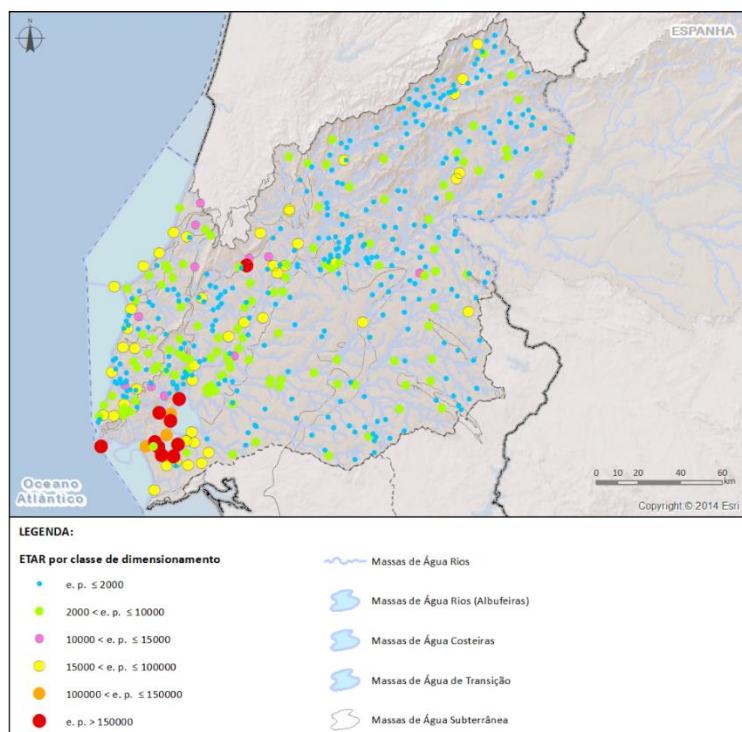 N
ESPANHA
Oceano
Atlântico
0 10 20 40 60
km
Copyright:© 2014 Esri
LEGENDA:
ETAR por classe de dimensionamento
e. p. ≤ 2000
2000 < e. p. ≤ 10000
10000 < e. p. ≤ 15000
15000 < e. p. ≤ 100000
100000 < e. p. ≤ 150000
e. p. > 150000
Massas de Água Rios
Massas de Água Rios (Albufeiras)
Massas de Água Costeiras
Massas de Água de Transição
Massas de Água Subterrânea